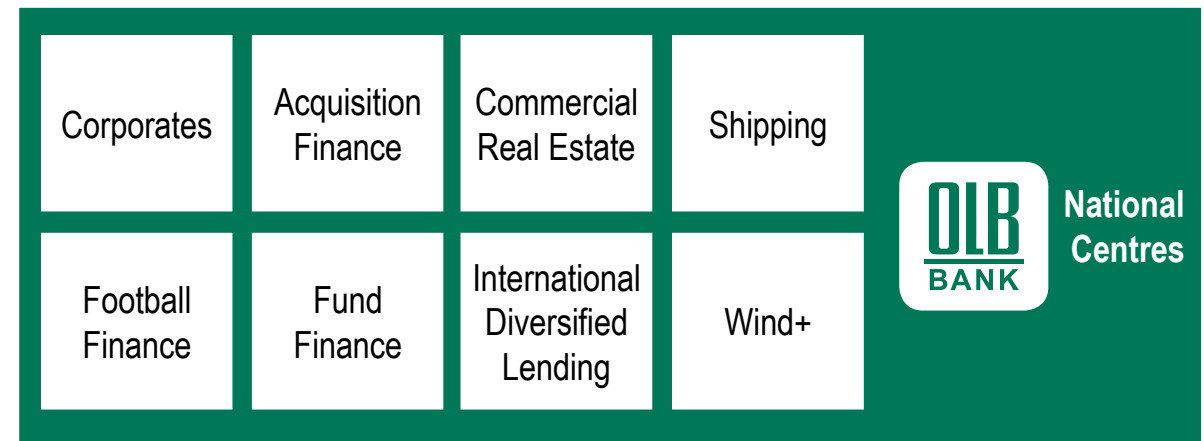 Corporates
Acquisition
Finance
Commercial
Real Estate
Shipping
Football
Finance
Fund
Finance
International
Diversified
Lending
Wind+
OLB
BANK
National
Centres